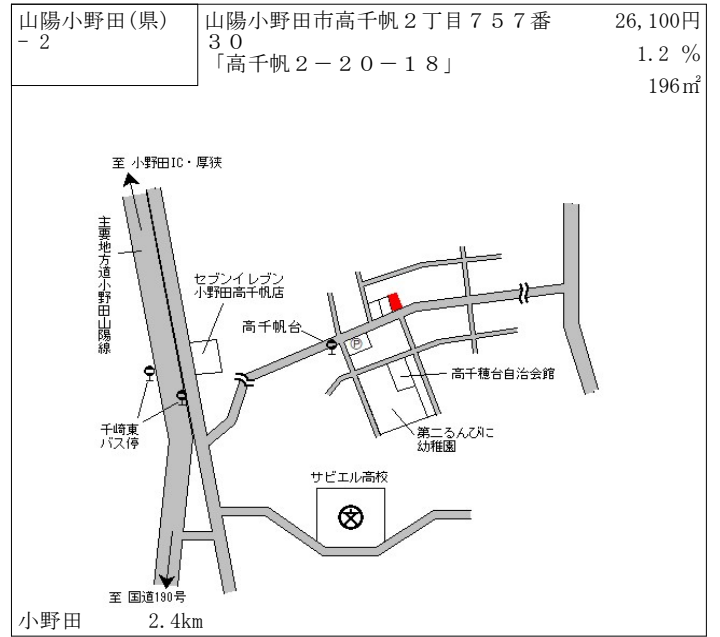 山陽小野田(県)
－２
山陽小野田市高千帆２丁目７５７番
３０
「高千帆２－２０－１８」
26,100円
1.2 %
196㎡
至 小野田IC・厚狭
主要地方道小野田山陽線
セブンイレブン
小野田高千帆店
高千帆台
Ⓟ
高千穂台自治会館
千崎東
バス停
第二るんびに
幼稚園
サビエル高校
至 国道190号
小野田 2.4km